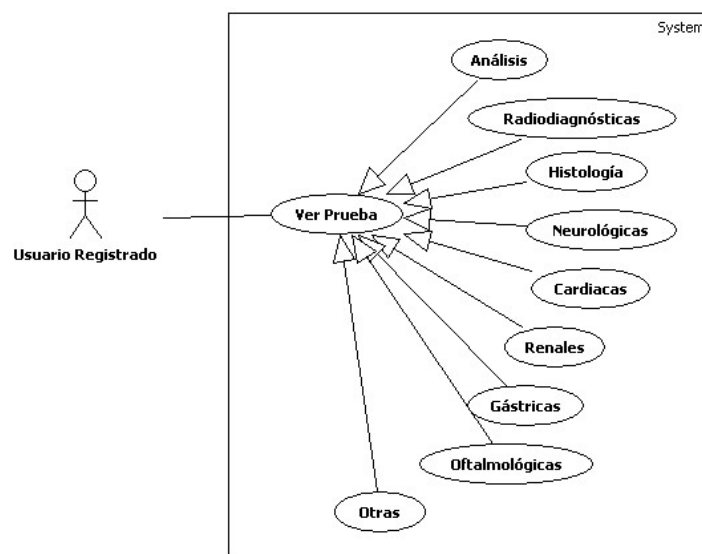 System
Análisis
Radiodiagnósticas
Histología
Ver Prueba
Neurológicas
Usuario Registrado
Cardiacas
Renales
Gástricas
Oftalmológicas
Otras